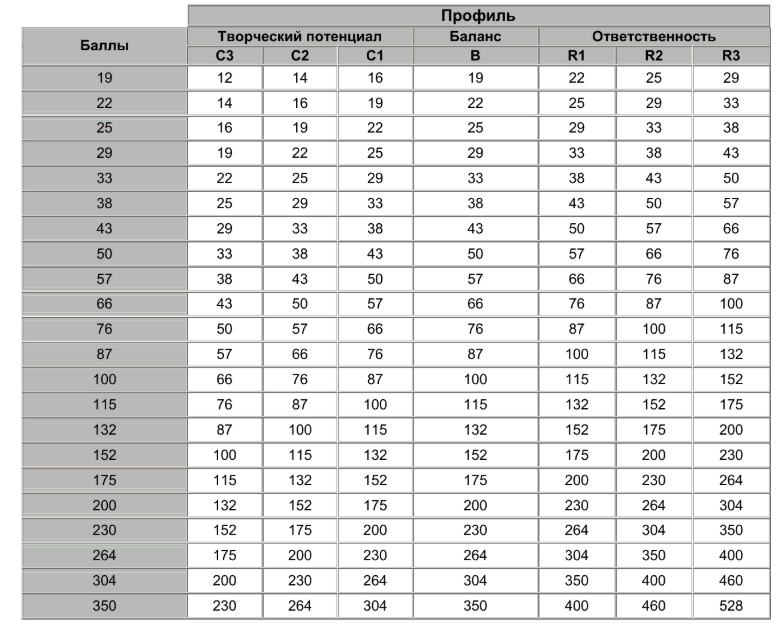 Профиль
Баллы Творческий потенциал Баланс Ответственность
C3 C2 C1 B R1 R2 R3
19 12 14 16 19 22 25 29
22 14 16 19 22 25 29 33
25 16 19 22 25 29 33 38
29 19 22 25 29 33 38 43
33 22 25 29 33 38 43 50
38 25 29 33 38 43 50 57
43 29 33 38 43 50 57 66
50 33 38 43 50 57 66 76
57 38 43 50 57 66 76 87
66 43 50 57 66 76 87 100
76 50 57 66 76 87 100 115
87 57 66 76 87 100 115 132
100 66 76 87 100 115 132 152
115 76 87 100 115 132 152 175
132 87 100 115 132 152 175 200
152 100 115 132 152 175 200 230
175 115 132 152 175 200 230 264
200 132 152 175 200 230 264 304
230 152 175 200 230 264 304 350
264 175 200 230 264 304 350 400
304 200 230 264 304 350 400 460
350 230 264 304 350 400 460 528